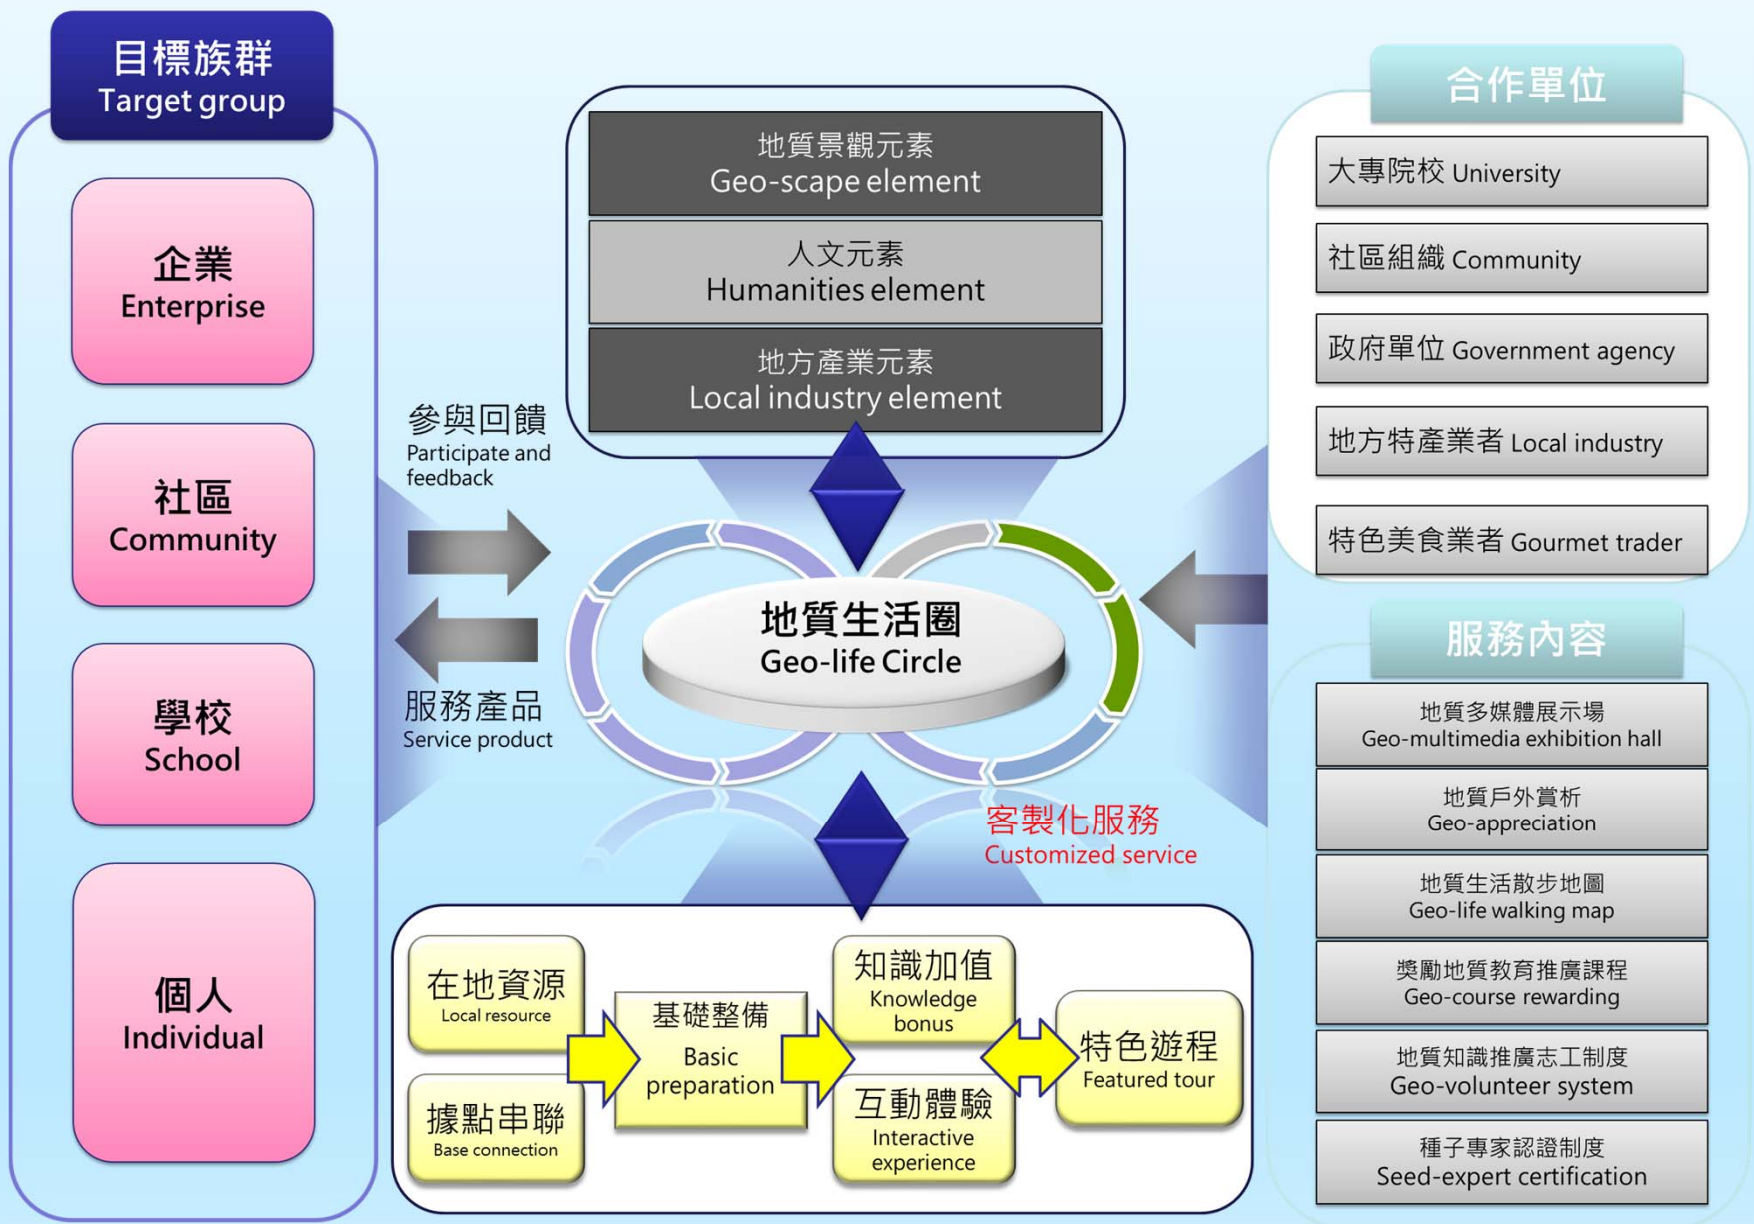 目標族群
Target group
企業
Enterprise
社區
Community
學校
School
個人
Individual
參與回饋
Participate and
feedback
服務產品
Service product
地質景觀元素
Geo-scape element
人文元素
Humanities element
地方產業元素
Local industry element
地質生活圈
Geo-life Circle
客製化服務
Customized service
在地資源
Local resource
據點串聯
Base connection
基礎整備
Basic
preparation
知識加值
Knowledge
bonus
互動體驗
Interactive
experience
特色遊程
Featured tour
合作單位
大專院校 University
社區組織 Community
政府單位 Government agency
地方特產業者 Local industry
特色美食業者 Gourmet trader
服務內容
地質多媒體展示場
Geo-multimedia exhibition hall
地質戶外賞析
Geo-appreciation
地質生活散步地圖
Geo-life walking map
獎勵地質教育推廣課程
Geo-course rewarding
地質知識推廣志工制度
Geo-volunteer system
種子專家認證制度
Seed-expert certification